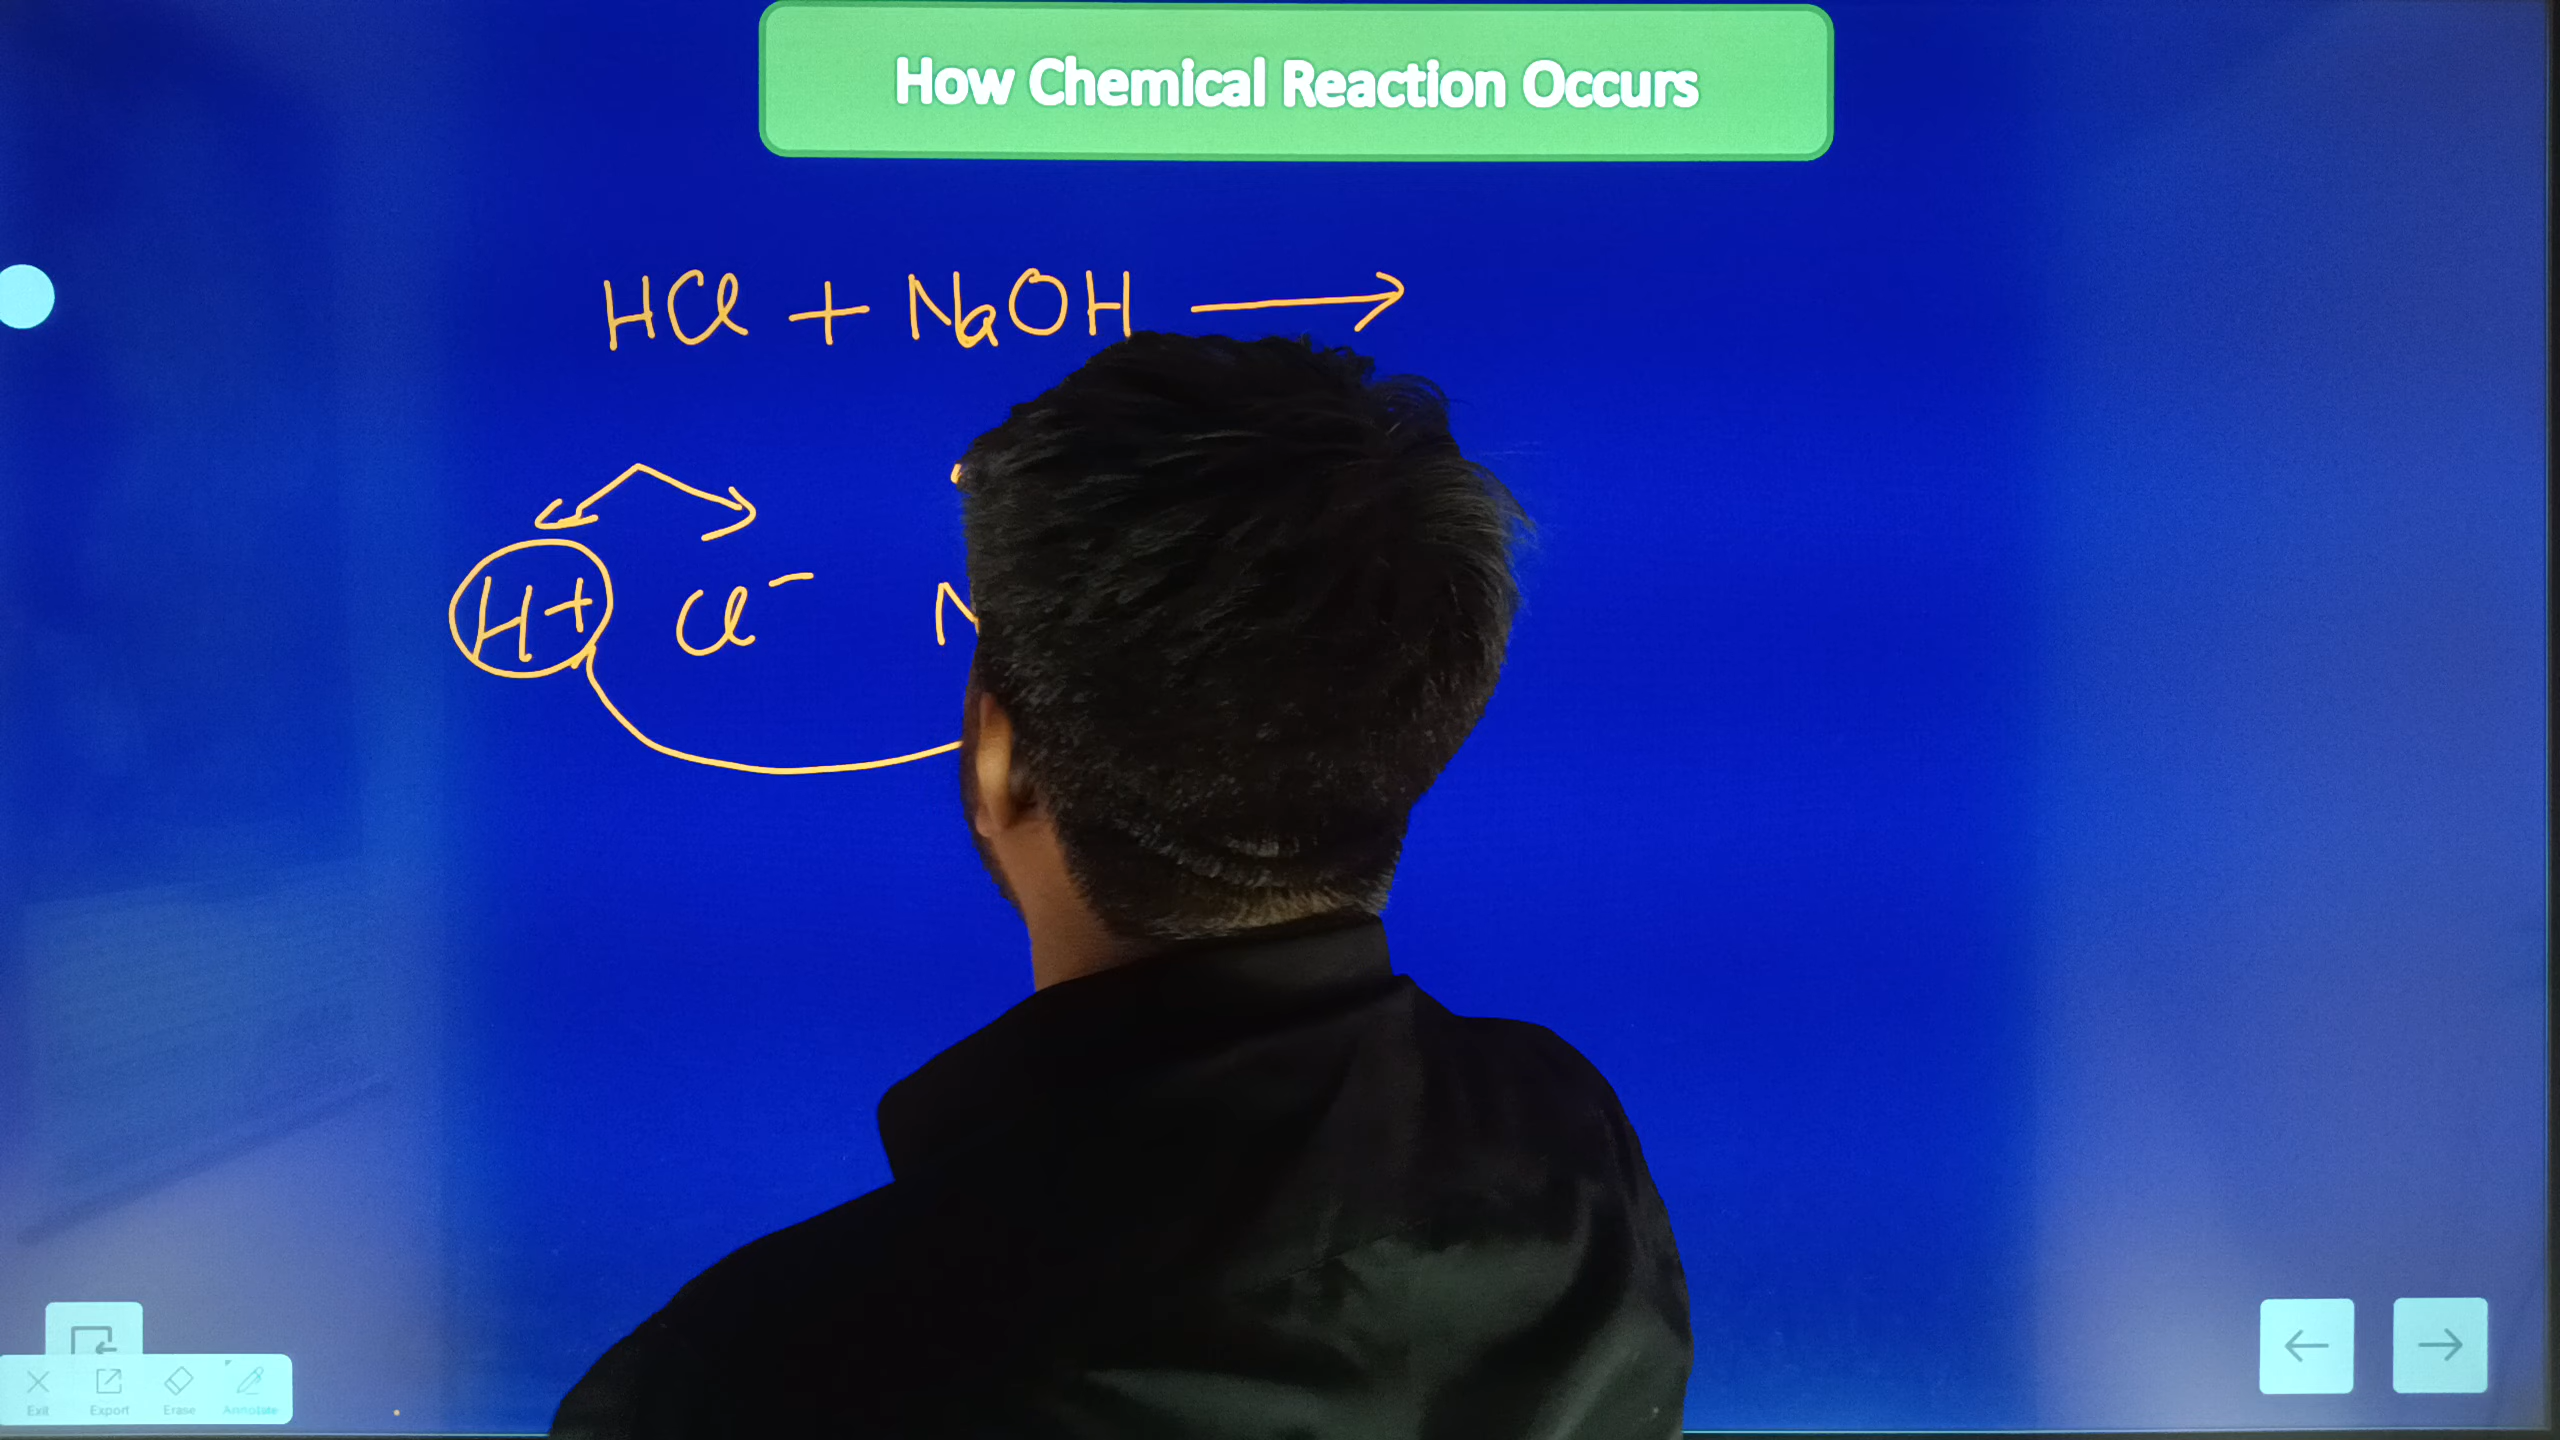 How Chemical Reaction Occurs
HCl + NaOH →
H+ Cl⁻ N
Exit Export Erase Annotate